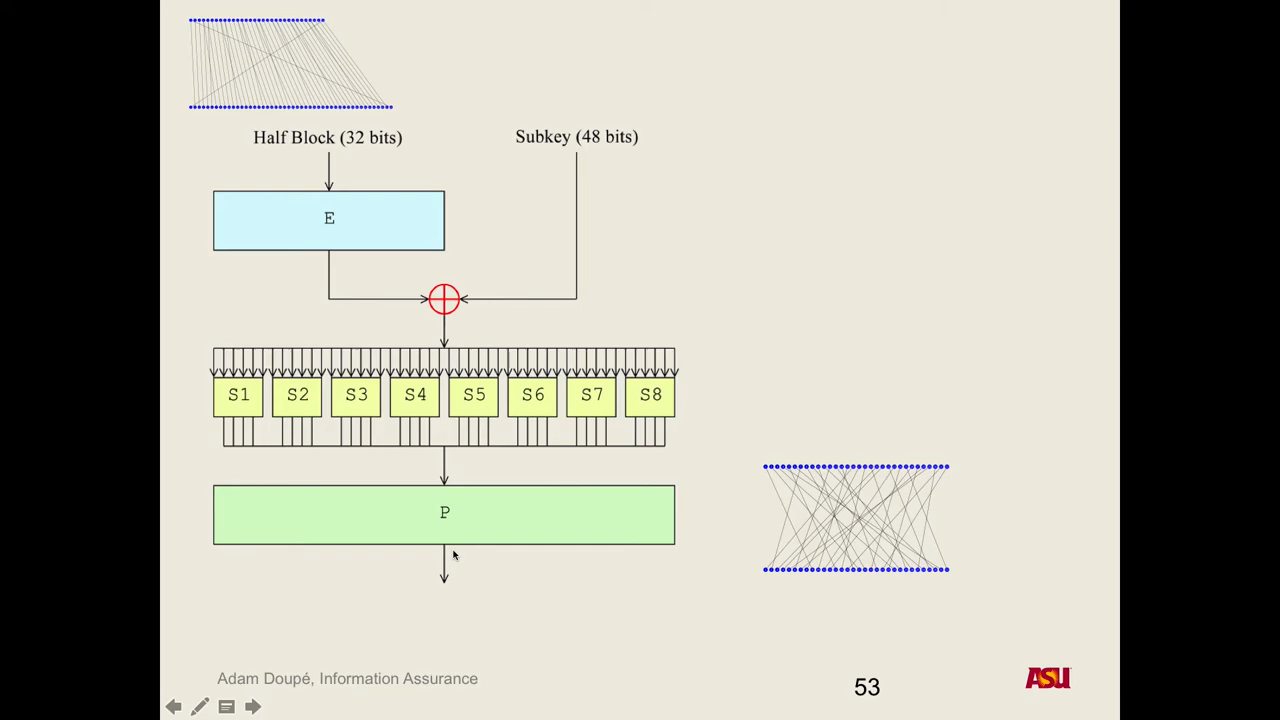 Half Block (32 bits)
Subkey (48 bits)
E
S1 S2 S3 S4 S5 S6 S7 S8
P
Adam Doupé, Information Assurance
53
ASU